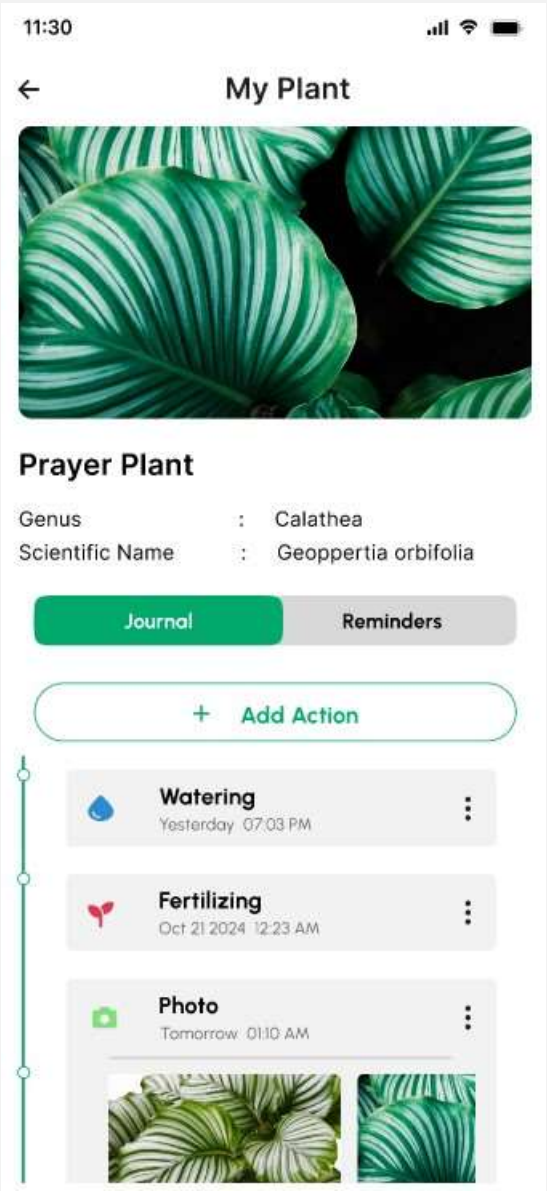 11:30
My Plant
Prayer Plant
Genus : Calathea
Scientific Name : Geoppertia orbifolia
Journal Reminders
+ Add Action
Watering
Yesterday 07:03 PM
Fertilizing
Oct 21 2024 12:23 AM
Photo
Tomorrow 01:10 AM